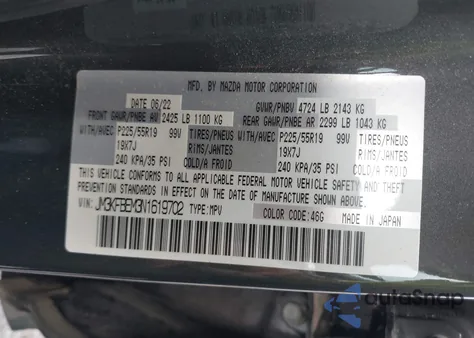 MFD. BY MAZDA MOTOR CORPORATION
DATE 06/22 GVWR/PNBV 4724 LB 2143 KG
FRONT GAWR/PNBE AV 2425 LB 1100 KG REAR GAWR/PNBE AR 2299 LB 1043 KG
WITH/AVEC P225/55R19 99V TIRES/PNEUS WITH/AVEC P225/55R19 99V TIRES/PNEUS
19X7J RIMS/JANTES 19X7J RIMS/JANTES
240 KPA/35 PSI COLD/A FROID 240 KPA/35 PSI COLD/A FROID
THIS VEHICLE CONFORMS TO ALL APPLICABLE FEDERAL MOTOR VEHICLE SAFETY, BUMPER, AND THEFT
PREVENTION STANDARDS IN EFFECT ON THE DATE OF MANUFACTURE SHOWN ABOVE.
VIN: JM3KFBEM3N1619702 TYPE:MPV COLOR CODE:46G MADE IN JAPAN
autoSnap